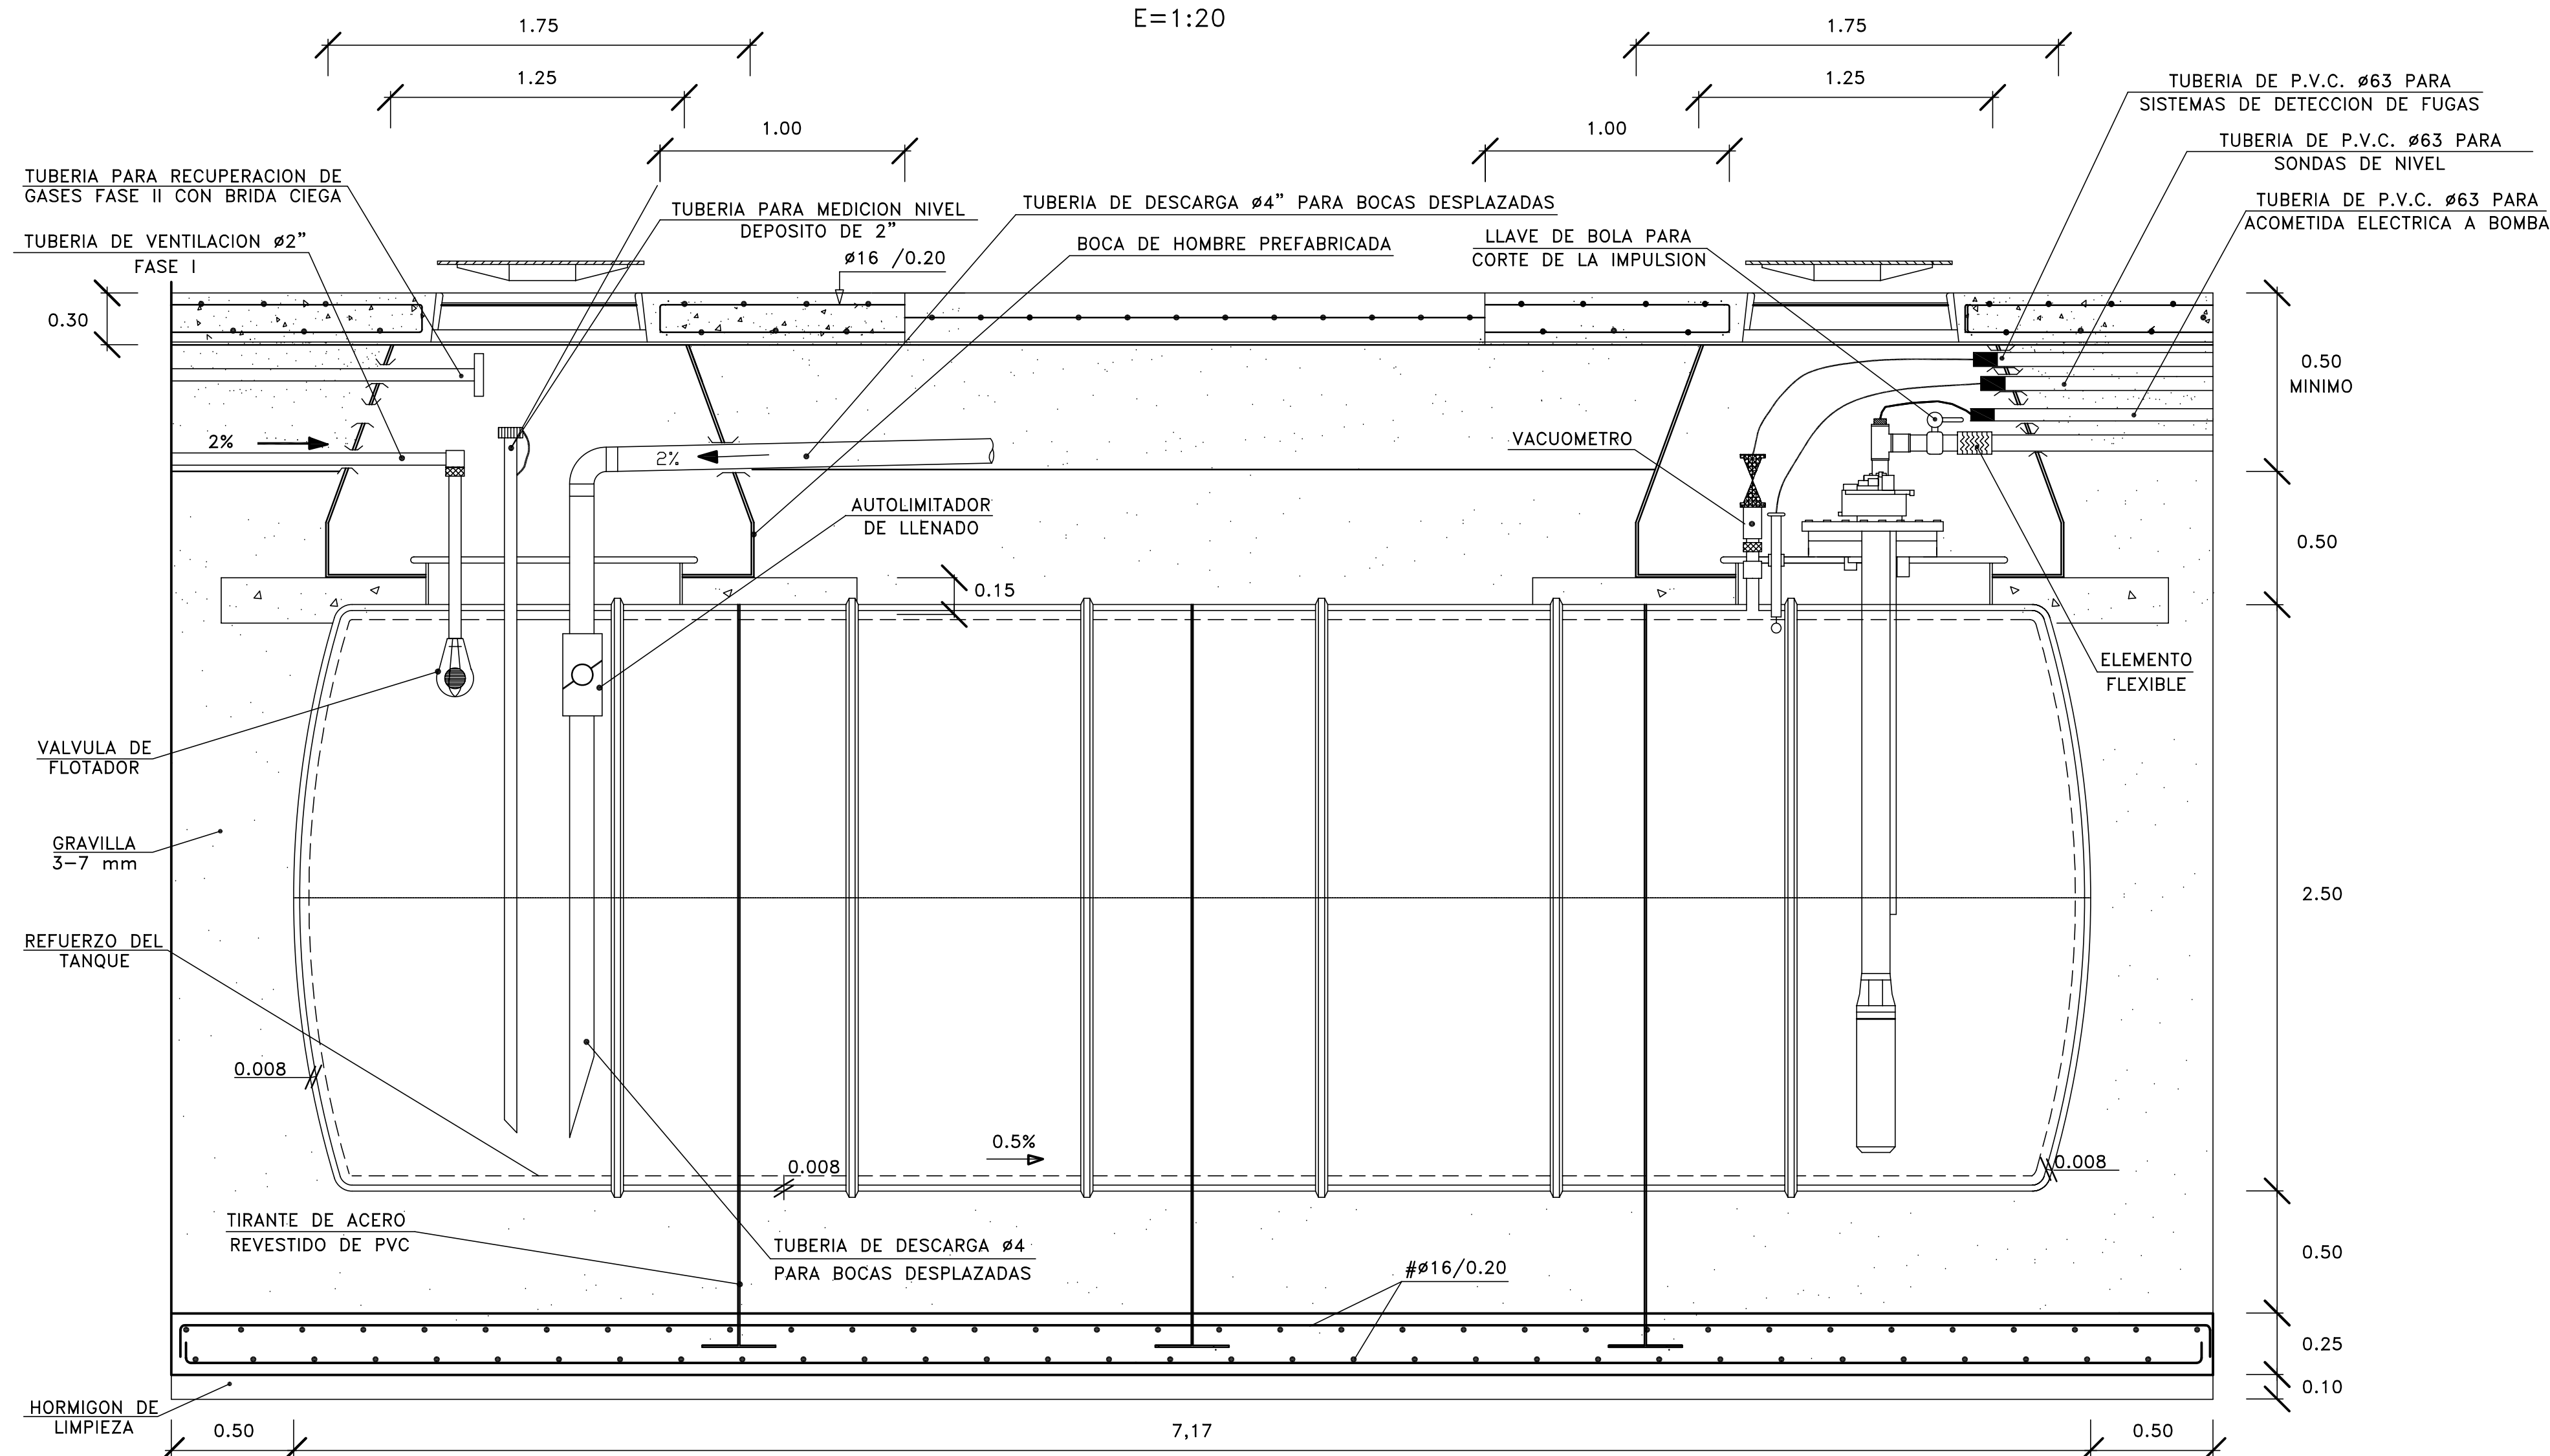 E=1:20
1.75
1.75
1.25
1.25
1.00
1.00
TUBERIA DE P.V.C. ø63 PARA
SISTEMAS DE DETECCION DE FUGAS
TUBERIA DE P.V.C. ø63 PARA
SONDAS DE NIVEL
TUBERIA DE P.V.C. ø63 PARA
ACOMETIDA ELECTRICA A BOMBA
TUBERIA PARA RECUPERACION DE
GASES FASE II CON BRIDA CIEGA
TUBERIA DE VENTILACION ø2”
FASE I
TUBERIA PARA MEDICION NIVEL
DEPOSITO DE 2”
TUBERIA DE DESCARGA ø4” PARA BOCAS DESPLAZADAS
BOCA DE HOMBRE PREFABRICADA
ø16 /0.20
LLAVE DE BOLA PARA
CORTE DE LA IMPULSION
0.30
0.50
MINIMO
2%
2%
VACUOMETRO
AUTOLIMITADOR
DE LLENADO
0.50
0.15
ELEMENTO
FLEXIBLE
VALVULA DE
FLOTADOR
GRAVILLA
3-7 mm
2.50
REFUERZO DEL
TANQUE
0.008
0.5%
0.008
0.008
TIRANTE DE ACERO
REVESTIDO DE PVC
TUBERIA DE DESCARGA ø4
PARA BOCAS DESPLAZADAS
#ø16/0.20
0.50
0.25
0.10
HORMIGON DE
LIMPIEZA
0.50
7,17
0.50